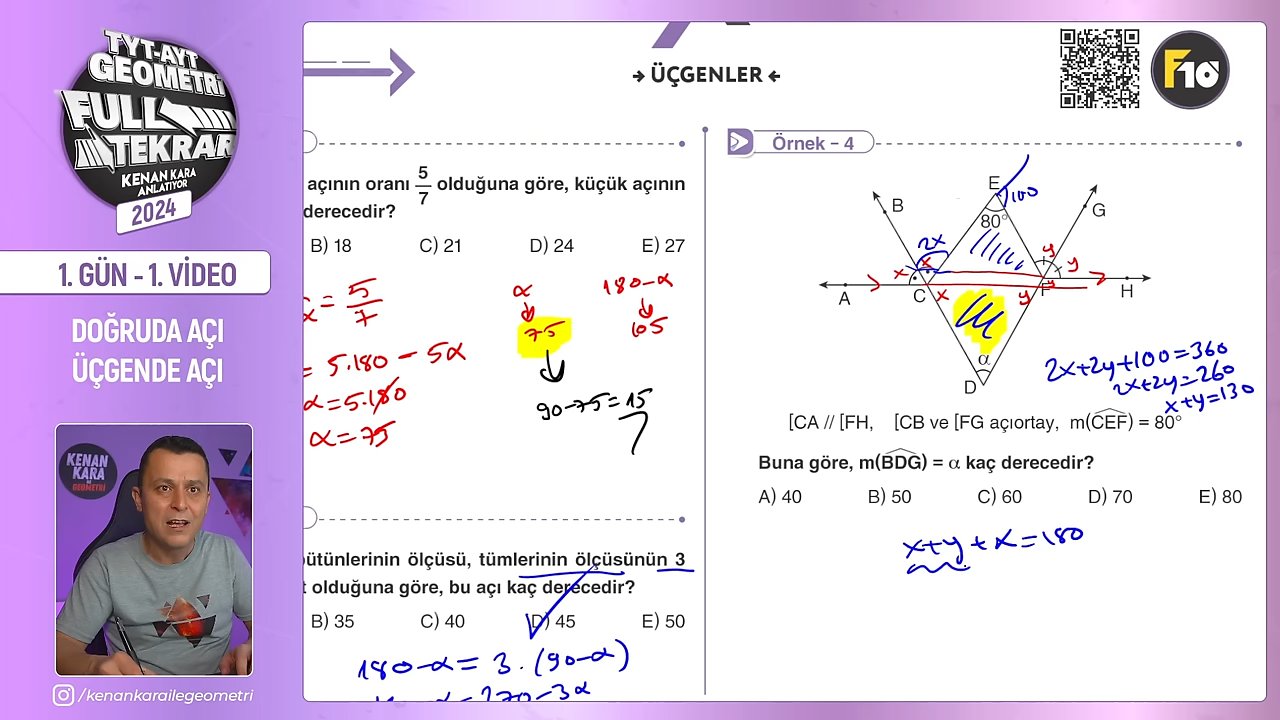 TYT-AYT
GEOMETRİ
FULL
TEKRAR
KENAN KARA
ANLATIYOR
2024
1. GÜN - 1. VİDEO
DOĞRUDA AÇI
ÜÇGENDE AÇI
KENAN
KARA
GEOMETRİ
/kenankarailegeometri
ÜÇGENLER
F10
açının oranı 5/7 olduğuna göre, küçük açının
derecedir?
B) 18 C) 21 D) 24 E) 27
= 5/7
= 5.180 - 5α
α = 5.180
α = 75
α
75
180-α
105
90-75=15
bütünlerinin ölçüsü, tümlerinin ölçüsünün 3
t olduğuna göre, bu açı kaç derecedir?
B) 35 C) 40 D) 45 E) 50
180-α = 3.(90-α)
270-3α
Örnek – 4
E
100
B
80°
G
2x
x
x
y
y
y
A
C
x
y
F
H
α
D
2x+2y+100=360
2x+2y=260
x+y=130
[CA // [FH, [CB ve [FG açıortay, m(CEF) = 80°
Buna göre, m(BDG) = α kaç derecedir?
A) 40 B) 50 C) 60 D) 70 E) 80
x+y+α=180